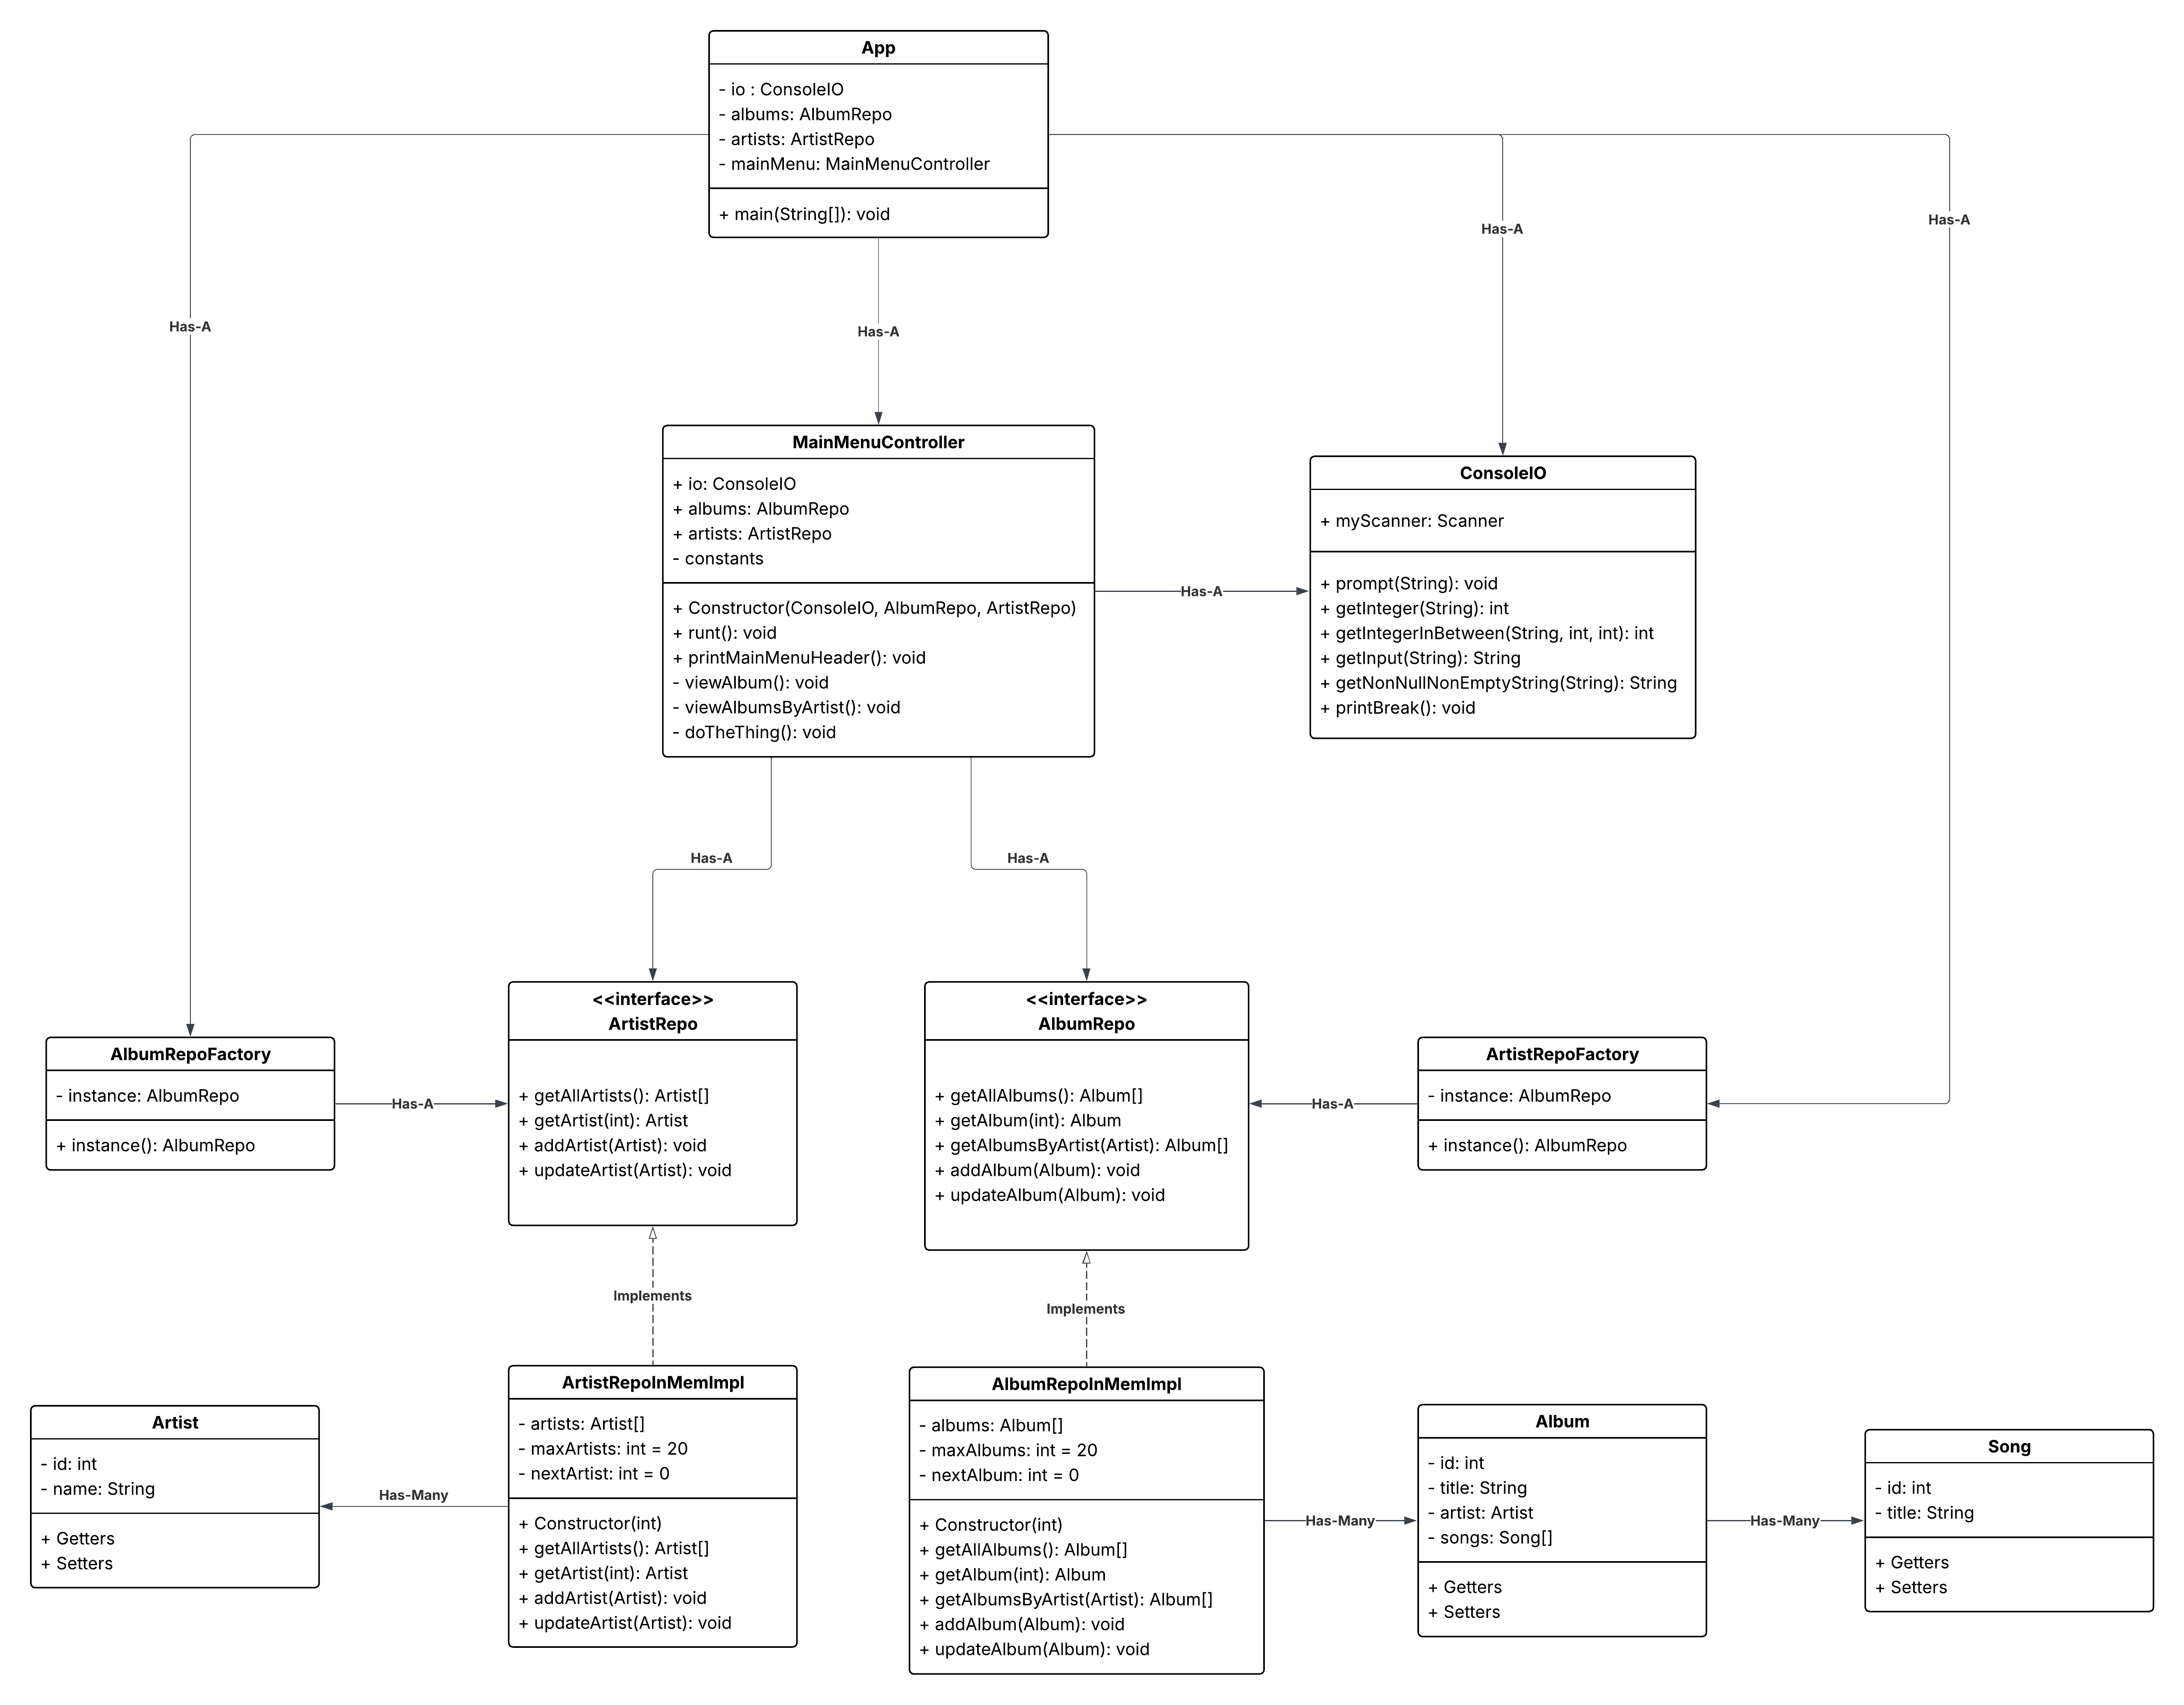 App
- io : ConsoleIO
- albums: AlbumRepo
- artists: ArtistRepo
- mainMenu: MainMenuController
+ main(String[]): void
Has-A
Has-A
Has-A
Has-A
MainMenuController
+ io: ConsoleIO
+ albums: AlbumRepo
+ artists: ArtistRepo
- constants
+ Constructor(ConsoleIO, AlbumRepo, ArtistRepo)
+ runt(): void
+ printMainMenuHeader(): void
- viewAlbum(): void
- viewAlbumsByArtist(): void
- doTheThing(): void
Has-A
ConsoleIO
+ myScanner: Scanner
+ prompt(String): void
+ getInteger(String): int
+ getIntegerInBetween(String, int, int): int
+ getInput(String): String
+ getNonNullNonEmptyString(String): String
+ printBreak(): void
Has-A
Has-A
AlbumRepoFactory
- instance: AlbumRepo
+ instance(): AlbumRepo
Has-A
<<interface>>
ArtistRepo
+ getAllArtists(): Artist[]
+ getArtist(int): Artist
+ addArtist(Artist): void
+ updateArtist(Artist): void
<<interface>>
AlbumRepo
+ getAllAlbums(): Album[]
+ getAlbum(int): Album
+ getAlbumsByArtist(Artist): Album[]
+ addAlbum(Album): void
+ updateAlbum(Album): void
Has-A
ArtistRepoFactory
- instance: AlbumRepo
+ instance(): AlbumRepo
Implements
Implements
Artist
- id: int
- name: String
+ Getters
+ Setters
Has-Many
ArtistRepoInMemImpl
- artists: Artist[]
- maxArtists: int = 20
- nextArtist: int = 0
+ Constructor(int)
+ getAllArtists(): Artist[]
+ getArtist(int): Artist
+ addArtist(Artist): void
+ updateArtist(Artist): void
AlbumRepoInMemImpl
- albums: Album[]
- maxAlbums: int = 20
- nextAlbum: int = 0
+ Constructor(int)
+ getAllAlbums(): Album[]
+ getAlbum(int): Album
+ getAlbumsByArtist(Artist): Album[]
+ addAlbum(Album): void
+ updateAlbum(Album): void
Has-Many
Album
- id: int
- title: String
- artist: Artist
- songs: Song[]
+ Getters
+ Setters
Has-Many
Song
- id: int
- title: String
+ Getters
+ Setters